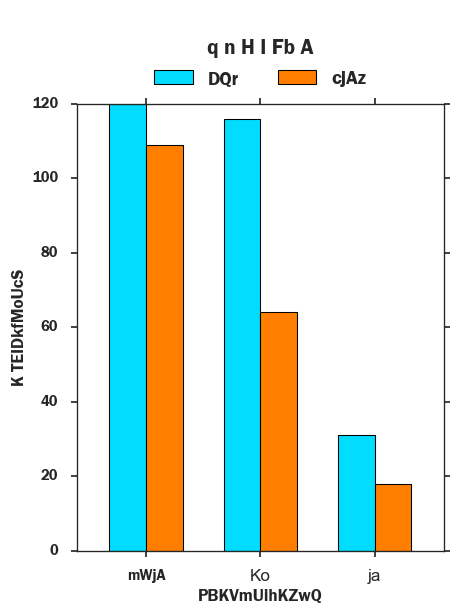 q n H I Fb A
DQr cjAz
120
100
80
60
40
20
0
K TEIDkfMoUcS
mWjA Ko ja
PBKVmUlhKZwQ